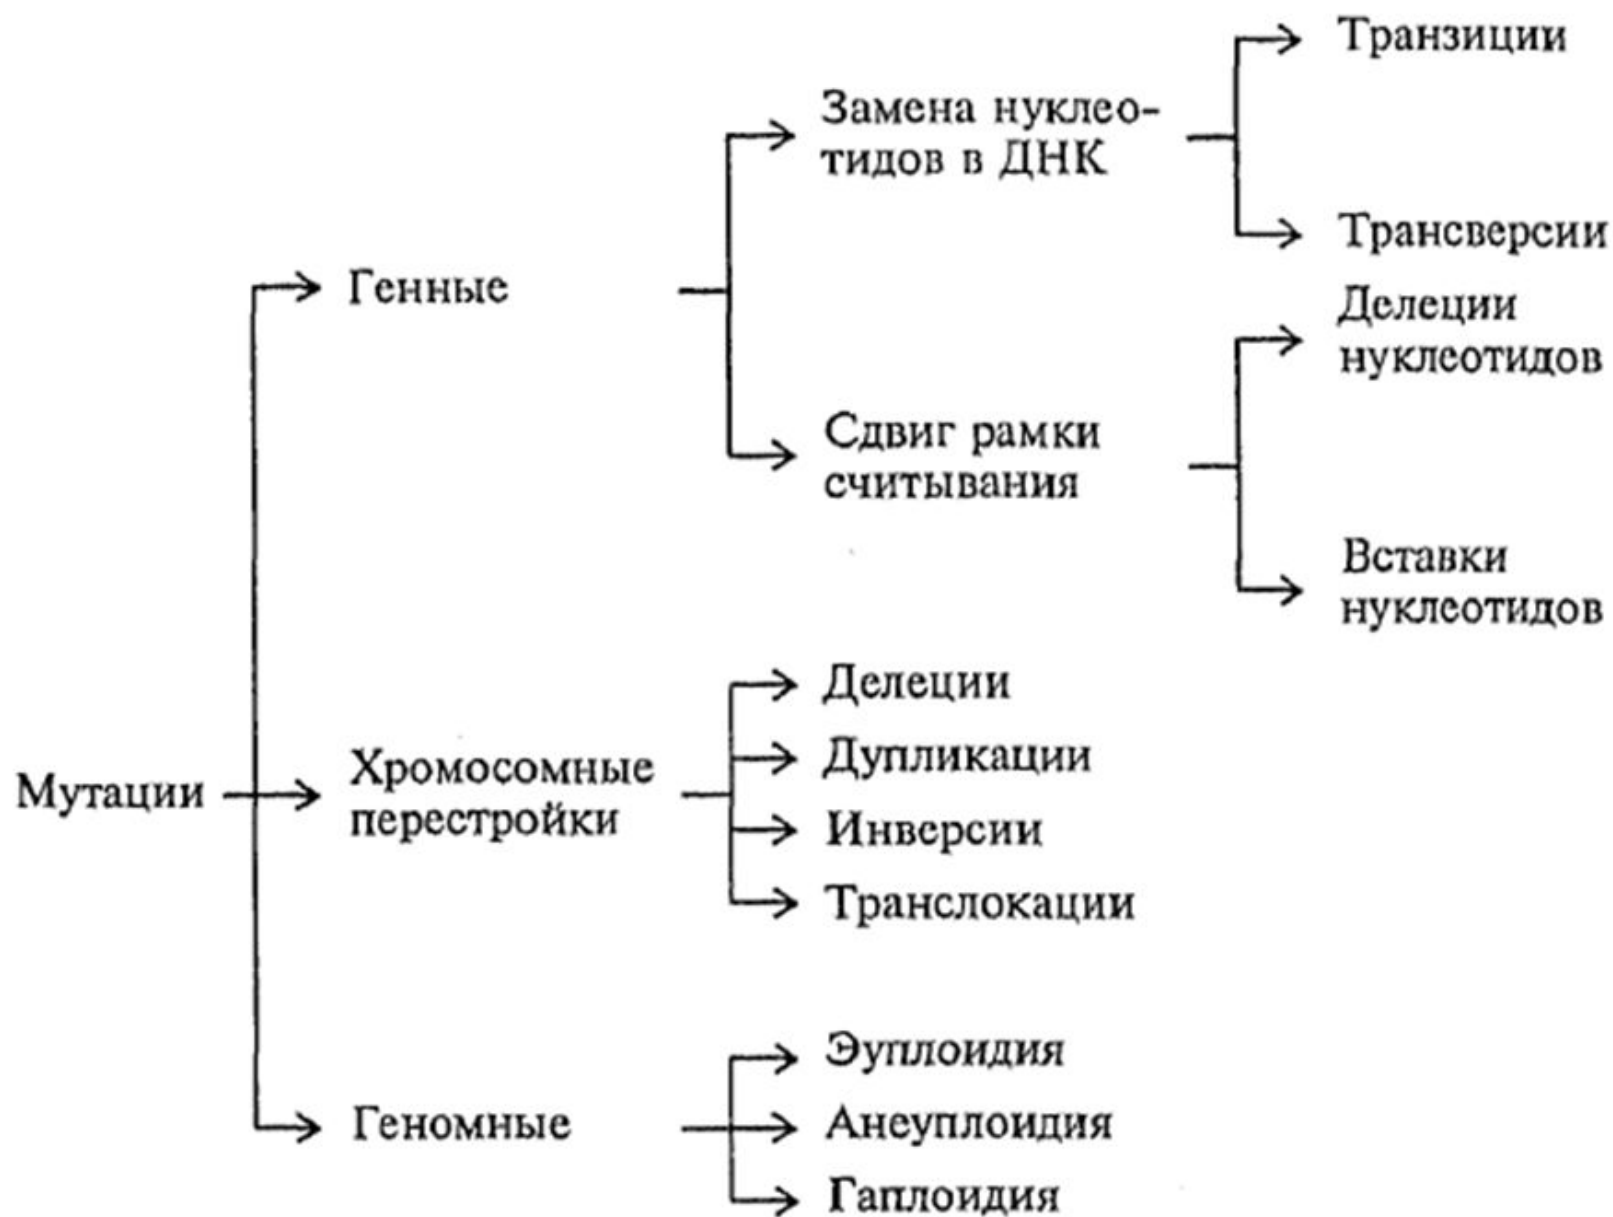 Транзиции
Замена нуклео-
тидов в ДНК
Трансверсии
Генные
Делеции
нуклеотидов
Сдвиг рамки
считывания
Вставки
нуклеотидов
Делеции
Дупликации
Мутации
Хромосомные
перестройки
Инверсии
Транслокации
Эуплоидия
Геномные
Анеуплоидия
Гаплоидия